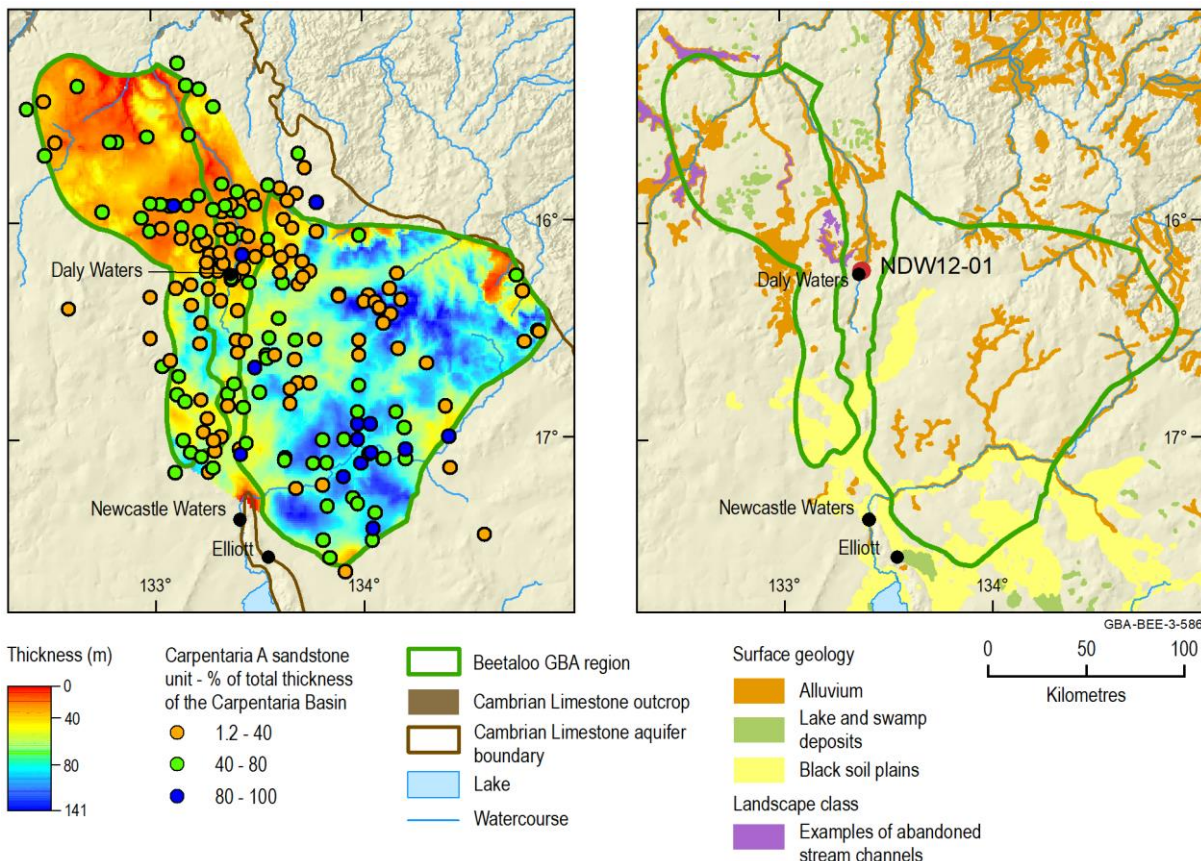 16°
Daly Waters
17°
Newcastle Waters
Elliott
133°
134°
NDW12-01
Daly Waters
16°
17°
Newcastle Waters
Elliott
133°
134°
GBA-BEE-3-586
Thickness (m)
0
40
80
141
Carpentaria A sandstone
unit - % of total thickness
of the Carpentaria Basin
1.2 - 40
40 - 80
80 - 100
Beetaloo GBA region
Cambrian Limestone outcrop
Cambrian Limestone aquifer
boundary
Lake
Watercourse
Surface geology
Alluvium
Lake and swamp
deposits
Black soil plains
Landscape class
Examples of abandoned
stream channels
0
50
100
Kilometres